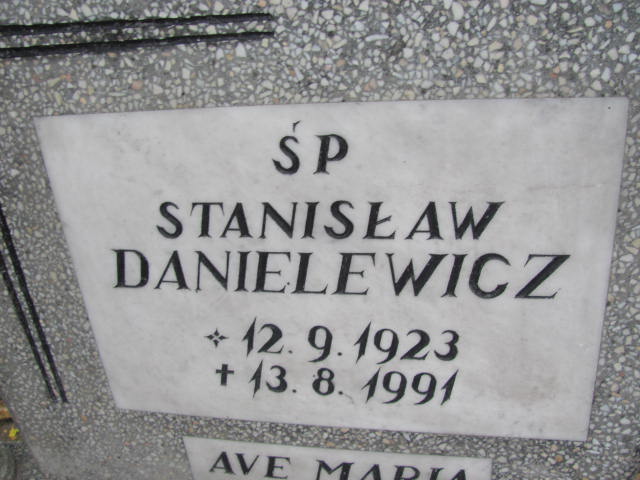 ŚP
STANISŁAW
DANIELEWICZ
✧ 12.9.1923
✝ 13.8.1991
AVE MARIA